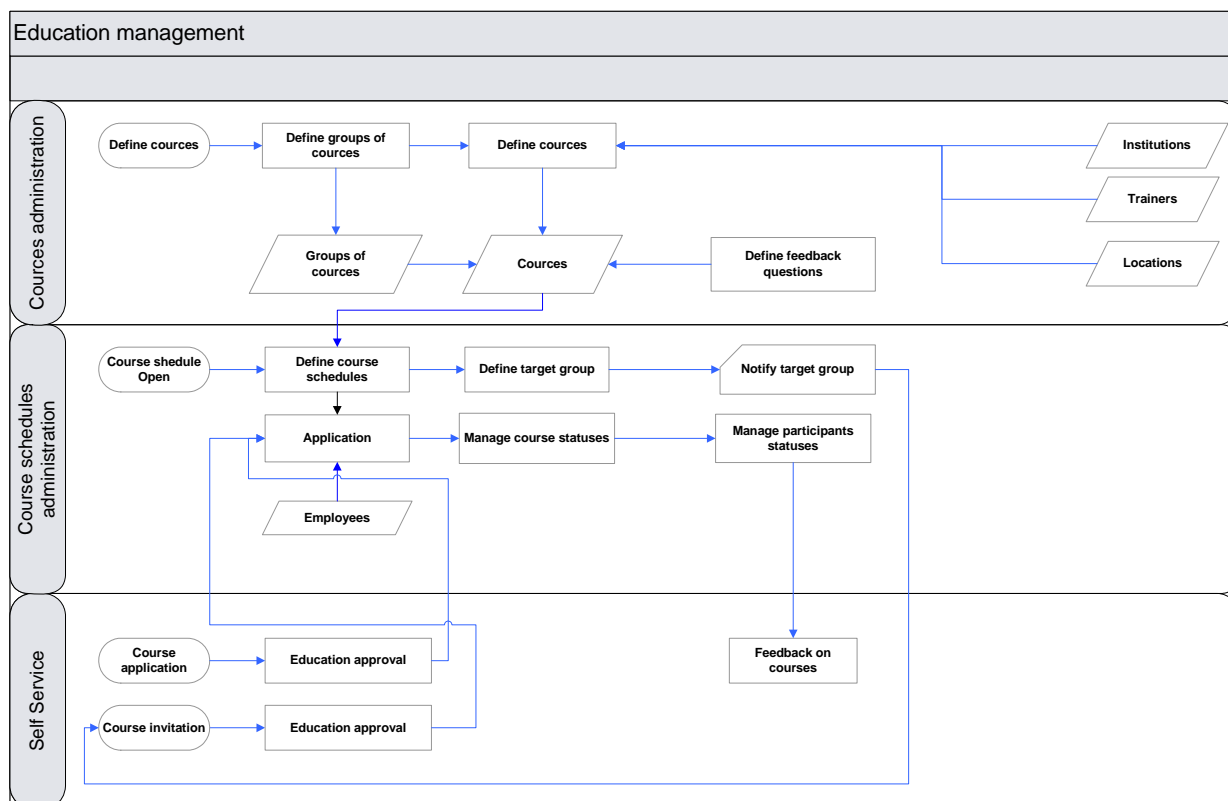 Education management
Cources administration
Define cources
Define groups of
cources
Define cources
Institutions
Trainers
Groups of
cources
Cources
Define feedback
questions
Locations
Course schedules
administration
Course shedule
Open
Define course
schedules
Define target group
Notify target group
Application
Manage course statuses
Manage participants
statuses
Employees
Self Service
Course
application
Education approval
Feedback on
courses
Course invitation
Education approval